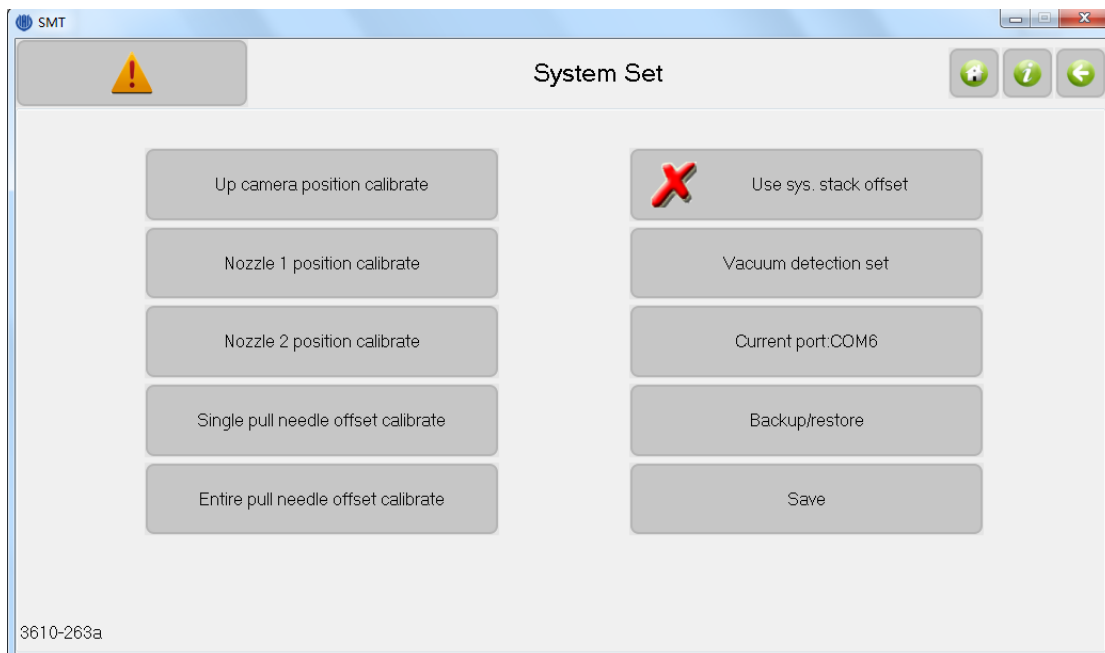 SMT
System Set
Up camera position calibrate
Nozzle 1 position calibrate
Nozzle 2 position calibrate
Single pull needle offset calibrate
Entire pull needle offset calibrate
Use sys. stack offset
Vacuum detection set
Current port:COM6
Backup/restore
Save
3610-263a